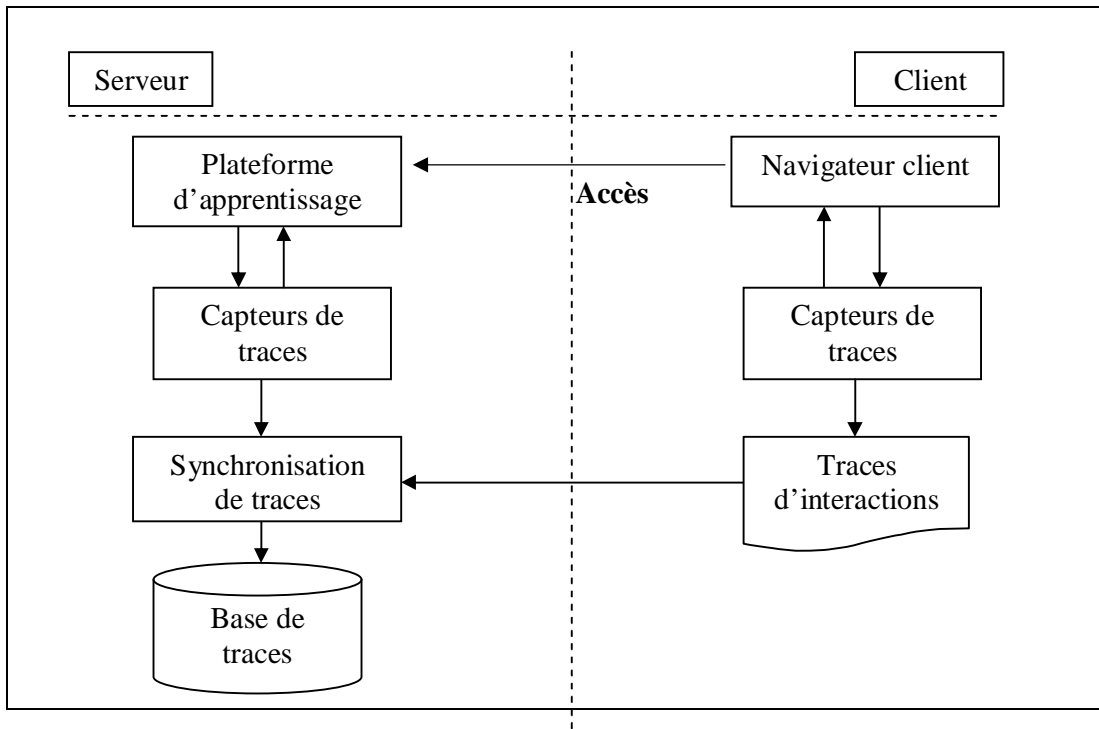 Serveur
Client
Plateforme
d’apprentissage
Accès
Navigateur client
Capteurs de
traces
Capteurs de
traces
Synchronisation
de traces
Traces
d’interactions
Base de
traces